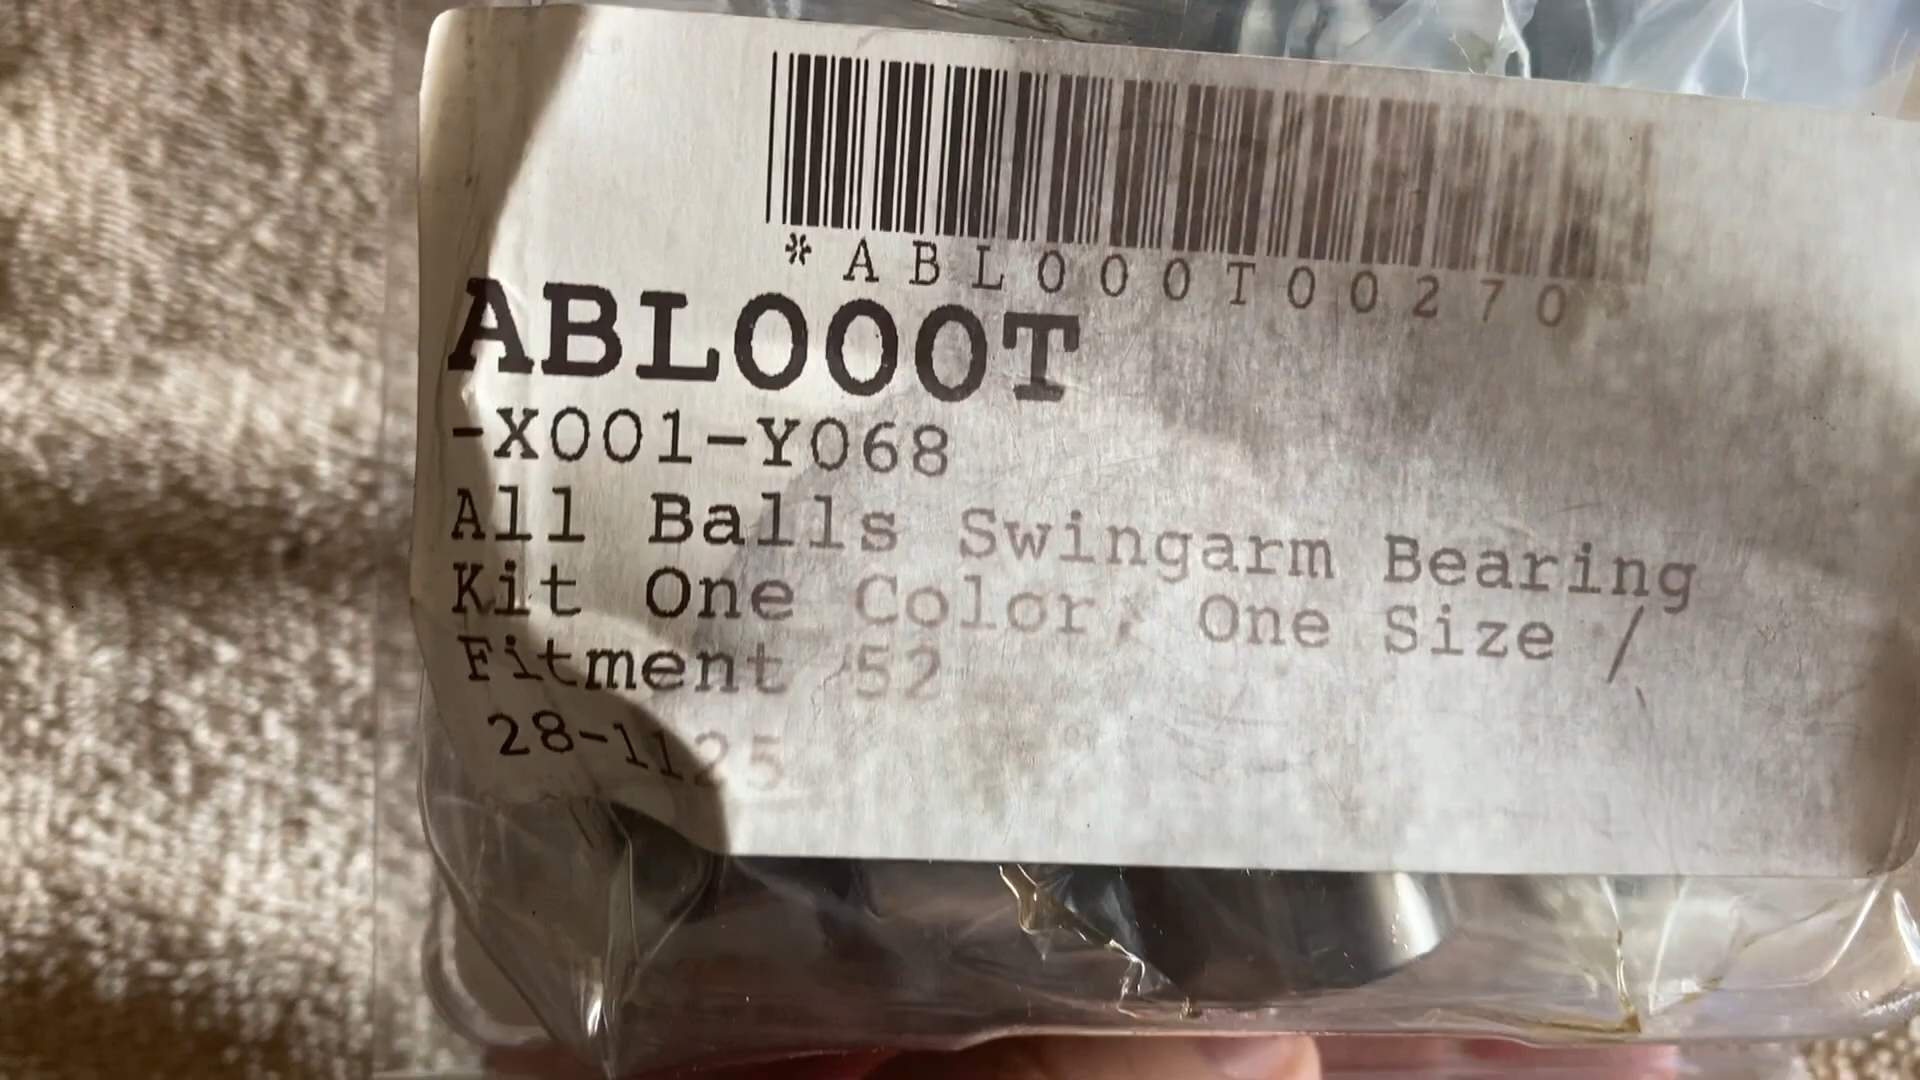 *ABL000T00270
ABL000T
-X001-Y068
All Balls Swingarm Bearing
Kit One Color, One Size /
Fitment 52
28-1125